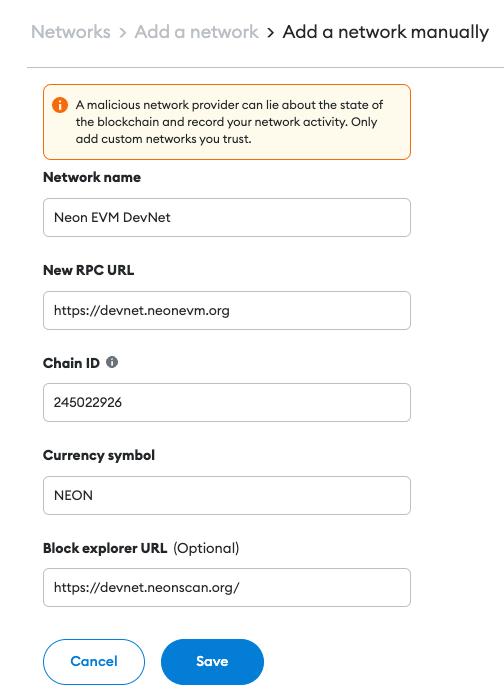 Networks > Add a network > Add a network manually
A malicious network provider can lie about the state of
the blockchain and record your network activity. Only
add custom networks you trust.
Network name
Neon EVM DevNet
New RPC URL
https://devnet.neonevm.org
Chain ID
245022926
Currency symbol
NEON
Block explorer URL (Optional)
https://devnet.neonscan.org/
Cancel Save